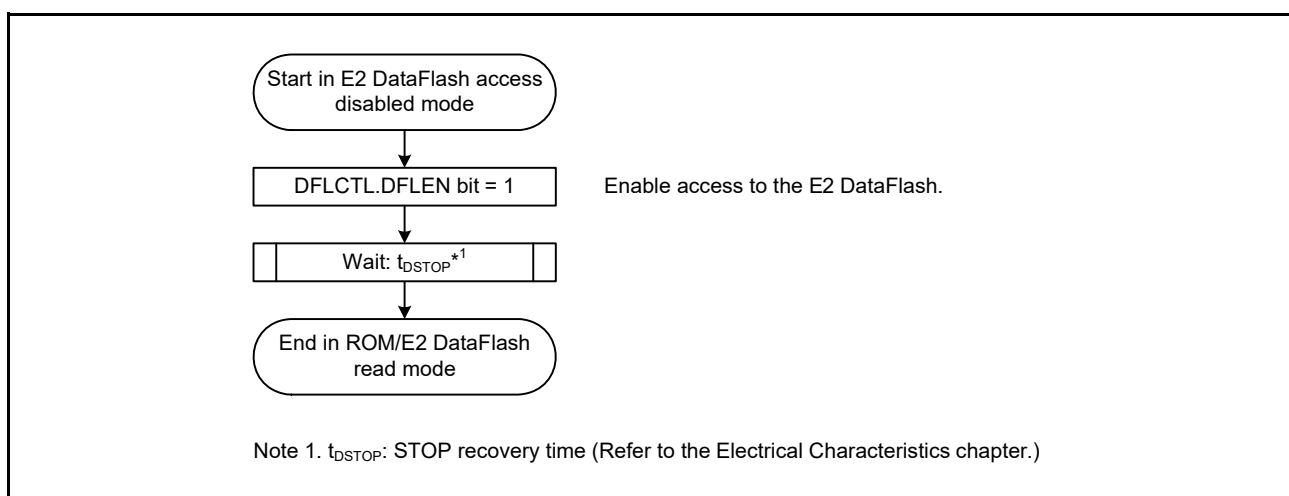 Start in E2 DataFlash access
disabled mode
DFLCTL.DFLEN bit = 1
Enable access to the E2 DataFlash.
Wait: tDSTOP*1
End in ROM/E2 DataFlash
read mode
Note 1. tDSTOP: STOP recovery time (Refer to the Electrical Characteristics chapter.)